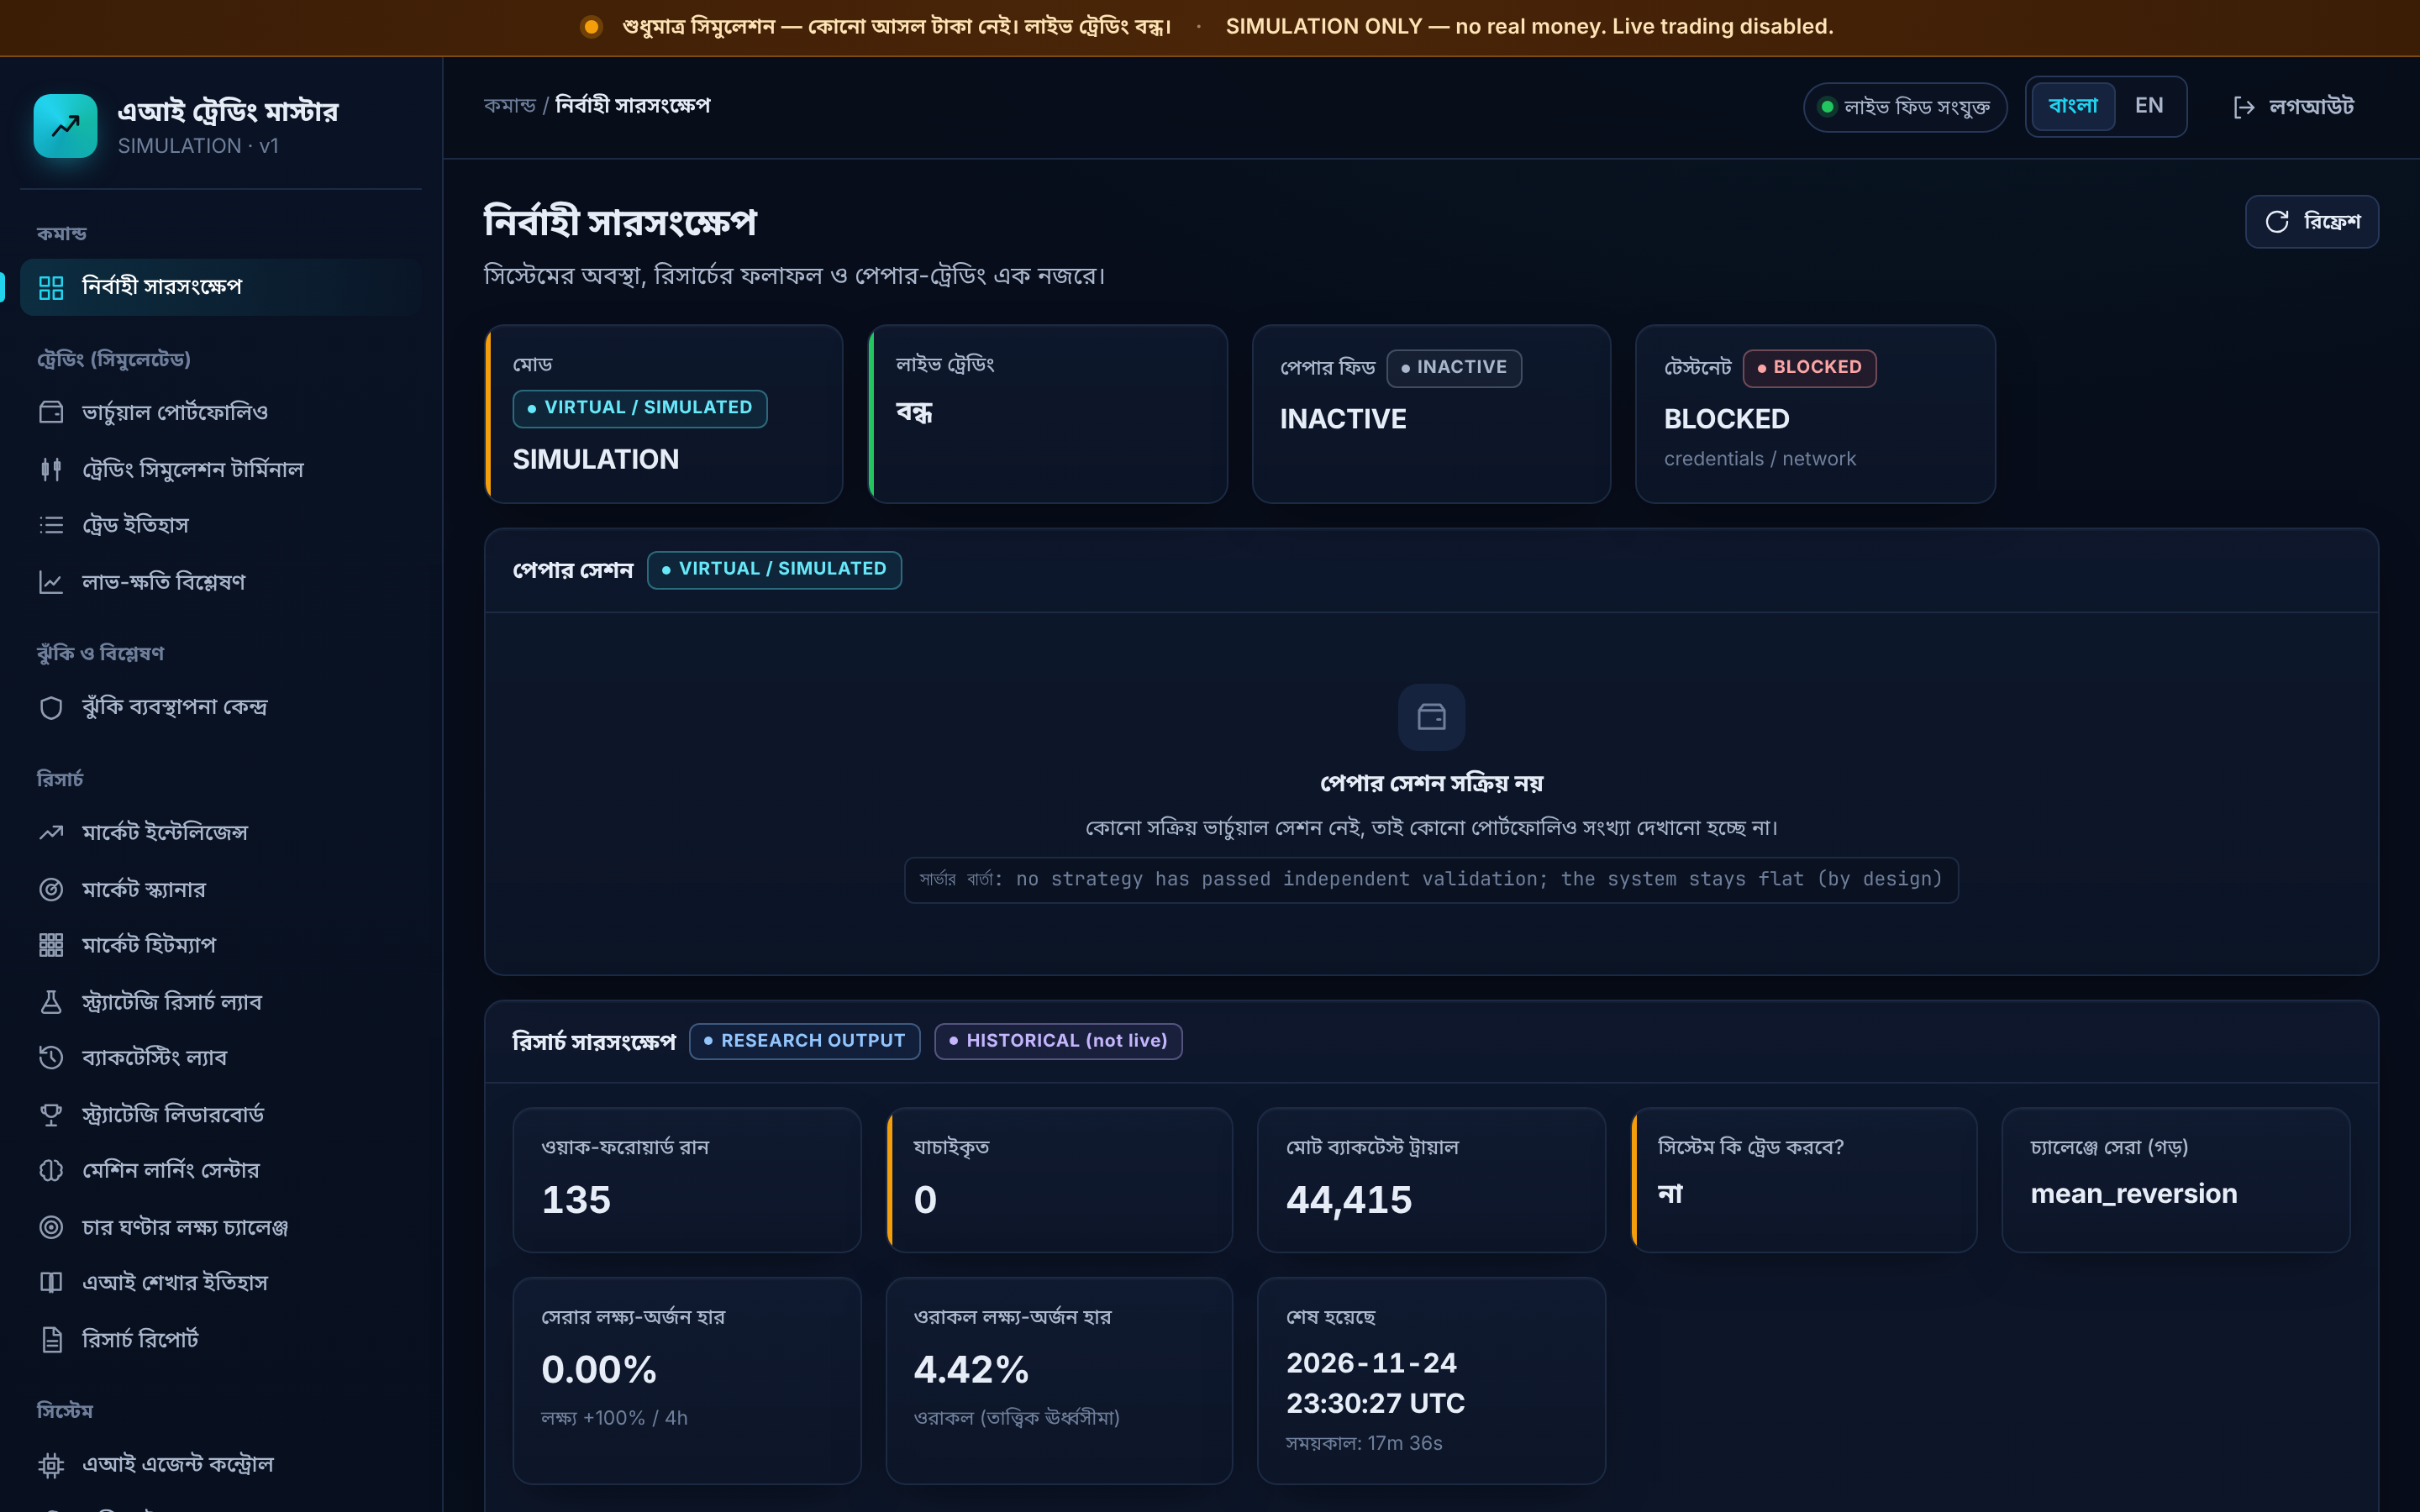 শুধুমাত্র সিমুলেশন — কোনো আসল টাকা নেই। লাইভ ট্রেডিং বন্ধ। · SIMULATION ONLY — no real money. Live trading disabled.
এআই ট্রেডিং মাস্টার
SIMULATION · v1
কমান্ড
নির্বাহী সারসংক্ষেপ
ট্রেডিং (সিমুলেটেড)
ভার্চুয়াল পোর্টফোলিও
ট্রেডিং সিমুলেশন টার্মিনাল
ট্রেড ইতিহাস
লাভ-ক্ষতি বিশ্লেষণ
ঝুঁকি ও বিশ্লেষণ
ঝুঁকি ব্যবস্থাপনা কেন্দ্র
রিসার্চ
মার্কেট ইন্টেলিজেন্স
মার্কেট স্ক্যানার
মার্কেট হিটম্যাপ
স্ট্র্যাটেজি রিসার্চ ল্যাব
ব্যাকটেস্টিং ল্যাব
স্ট্র্যাটেজি লিডারবোর্ড
মেশিন লার্নিং সেন্টার
চার ঘণ্টার লক্ষ্য চ্যালেঞ্জ
এআই শেখার ইতিহাস
রিসার্চ রিপোর্ট
সিস্টেম
এআই এজেন্ট কন্ট্রোল
কমান্ড / নির্বাহী সারসংক্ষেপ
লাইভ ফিড সংযুক্ত
বাংলা EN
লগআউট
নির্বাহী সারসংক্ষেপ
রিফ্রেশ
সিস্টেমের অবস্থা, রিসার্চের ফলাফল ও পেপার-ট্রেডিং এক নজরে।
মোড
VIRTUAL / SIMULATED
SIMULATION
লাইভ ট্রেডিং
বন্ধ
পেপার ফিড INACTIVE
INACTIVE
টেস্টনেট BLOCKED
BLOCKED
credentials / network
পেপার সেশন VIRTUAL / SIMULATED
পেপার সেশন সক্রিয় নয়
কোনো সক্রিয় ভার্চুয়াল সেশন নেই, তাই কোনো পোর্টফোলিও সংখ্যা দেখানো হচ্ছে না।
সার্ভার বার্তা: no strategy has passed independent validation; the system stays flat (by design)
রিসার্চ সারসংক্ষেপ RESEARCH OUTPUT HISTORICAL (not live)
ওয়াক-ফরোয়ার্ড রান
135
যাচাইকৃত
0
মোট ব্যাকটেস্ট ট্রায়াল
44,415
সিস্টেম কি ট্রেড করবে?
না
চ্যালেঞ্জে সেরা (গড়)
mean_reversion
সেরার লক্ষ্য-অর্জন হার
0.00%
লক্ষ্য +100% / 4h
ওরাকল লক্ষ্য-অর্জন হার
4.42%
ওরাকল (তাত্ত্বিক ঊর্ধ্বসীমা)
শেষ হয়েছে
2026-11-24
23:30:27 UTC
সময়কাল: 17m 36s